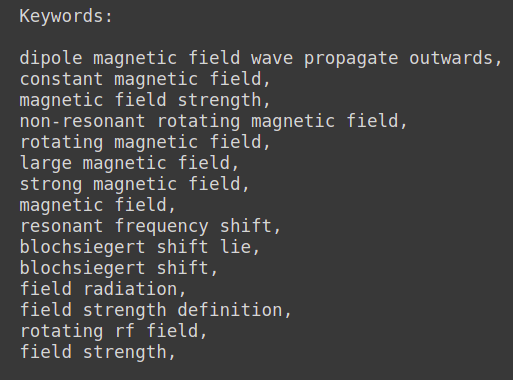 Keywords:
dipole magnetic field wave propagate outwards,
constant magnetic field,
magnetic field strength,
non-resonant rotating magnetic field,
rotating magnetic field,
large magnetic field,
strong magnetic field,
magnetic field,
resonant frequency shift,
blochsiegert shift lie,
blochsiegert shift,
field radiation,
field strength definition,
rotating rf field,
field strength,